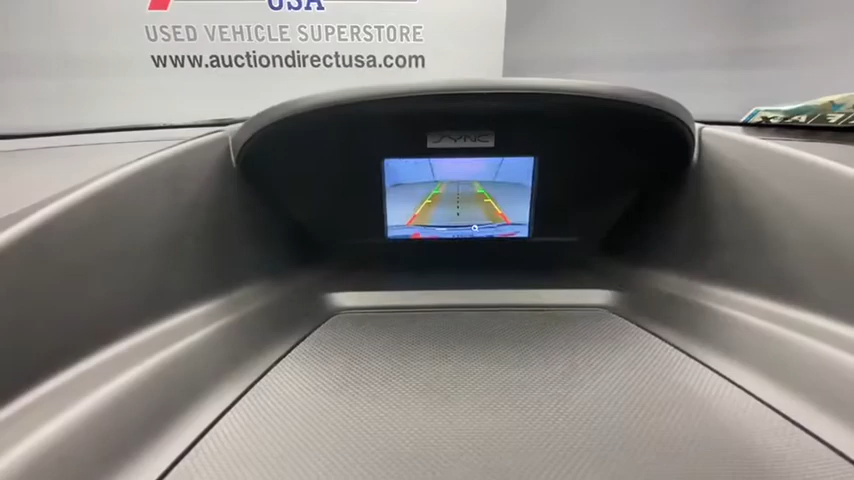 USA
USED VEHICLE SUPERSTORE
www.auctiondirectusa.com
SYNC